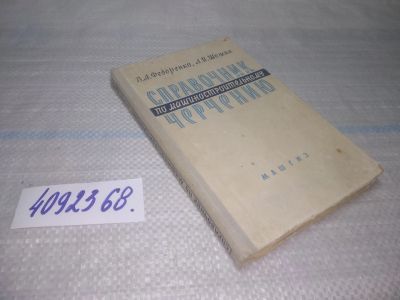 В.А.Федоренко, А.И.Шошин
СПРАВОЧНИК
ПО МАШИНОСТРОИТЕЛЬНОМУ
ЧЕРЧЕНИЮ
МАШГИЗ
4092368.